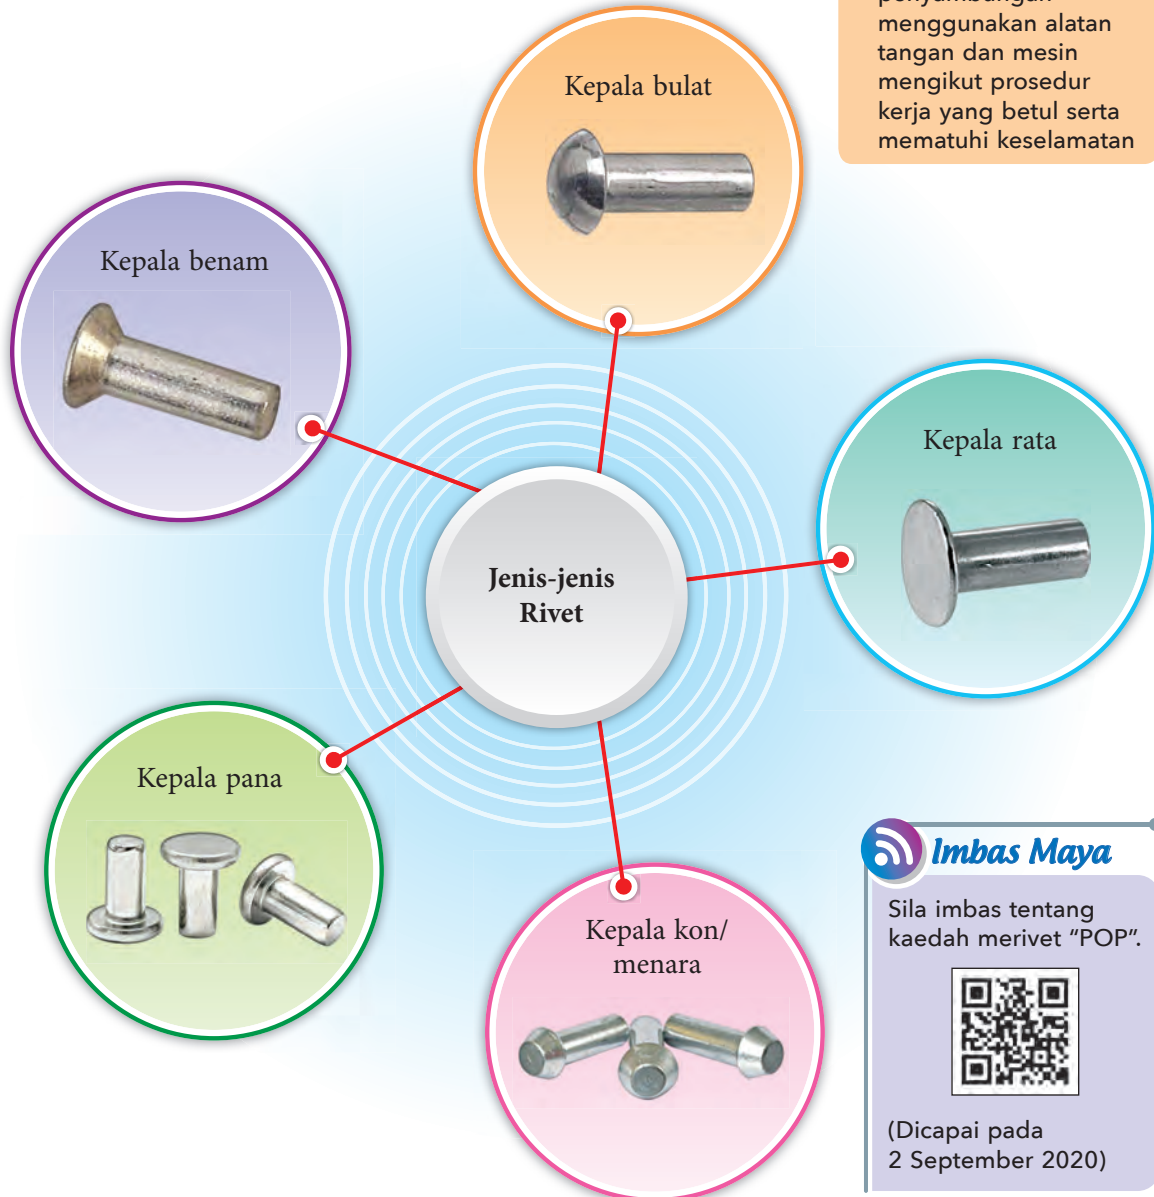 menggunakan alatan
tangan dan mesin
mengikut prosedur
kerja yang betul serta
mematuhi keselamatan
Kepala bulat
Kepala benam
Kepala rata
Jenis-jenis
Rivet
Kepala pana
Kepala kon/
menara
Imbas Maya
Sila imbas tentang
kaedah merivet “POP”.
(Dicapai pada
2 September 2020)